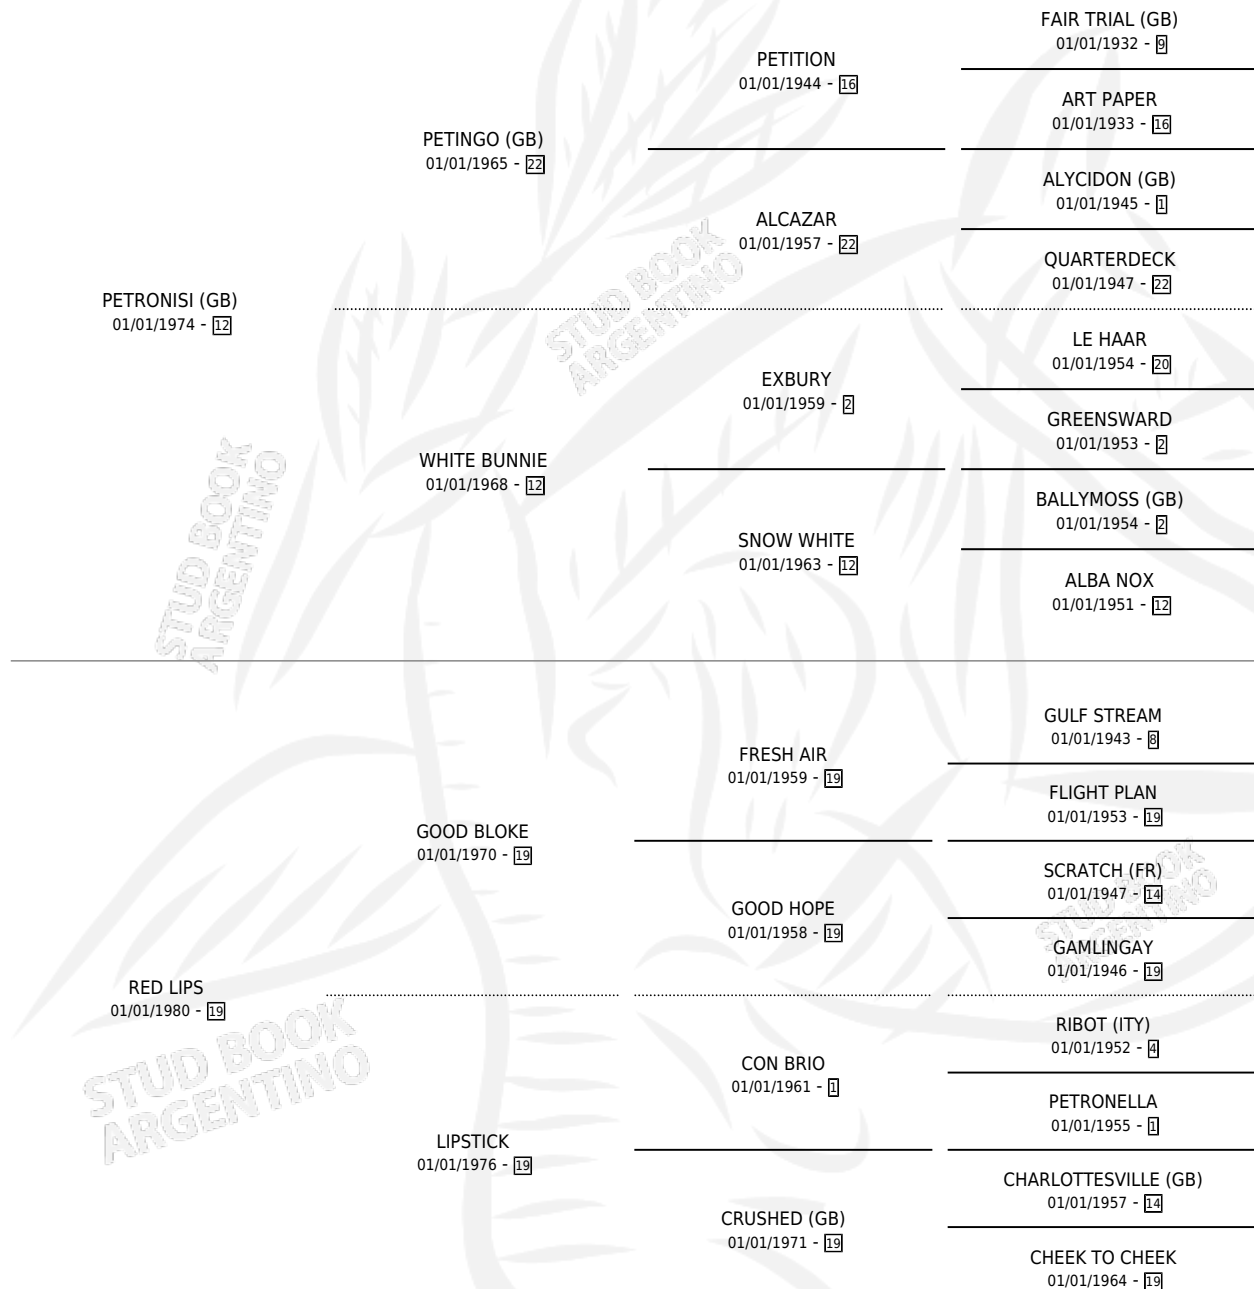 FAIR TRIAL (GB)
01/01/1932 - 9
PETITION
01/01/1944 - 16
ART PAPER
01/01/1933 - 16
PETINGO (GB)
01/01/1965 - 22
ALYCIDON (GB)
01/01/1945 - 1
ALCAZAR
01/01/1957 - 22
QUARTERDECK
01/01/1947 - 22
PETRONISI (GB)
01/01/1974 - 12
LE HAAR
01/01/1954 - 20
EXBURY
01/01/1959 - 2
GREENSWARD
01/01/1953 - 2
WHITE BUNNIE
01/01/1968 - 12
BALLYMOSS (GB)
01/01/1954 - 2
SNOW WHITE
01/01/1963 - 12
ALBA NOX
01/01/1951 - 12
GULF STREAM
01/01/1943 - 8
FRESH AIR
01/01/1959 - 19
FLIGHT PLAN
01/01/1953 - 19
GOOD BLOKE
01/01/1970 - 19
SCRATCH (FR)
01/01/1947 - 14
GOOD HOPE
01/01/1958 - 19
GAMLINGAY
01/01/1946 - 19
RED LIPS
01/01/1980 - 19
RIBOT (ITY)
01/01/1952 - 4
CON BRIO
01/01/1961 - 1
PETRONELLA
01/01/1955 - 1
LIPSTICK
01/01/1976 - 19
CHARLOTTESVILLE (GB)
01/01/1957 - 14
CRUSHED (GB)
01/01/1971 - 19
CHEEK TO CHEEK
01/01/1964 - 19
STUD BOOK
ARGENTINO
STUD BOOK
ARGENTINO
STUD BOOK
ARGENTINO
STUD BOOK
ARGENTINO